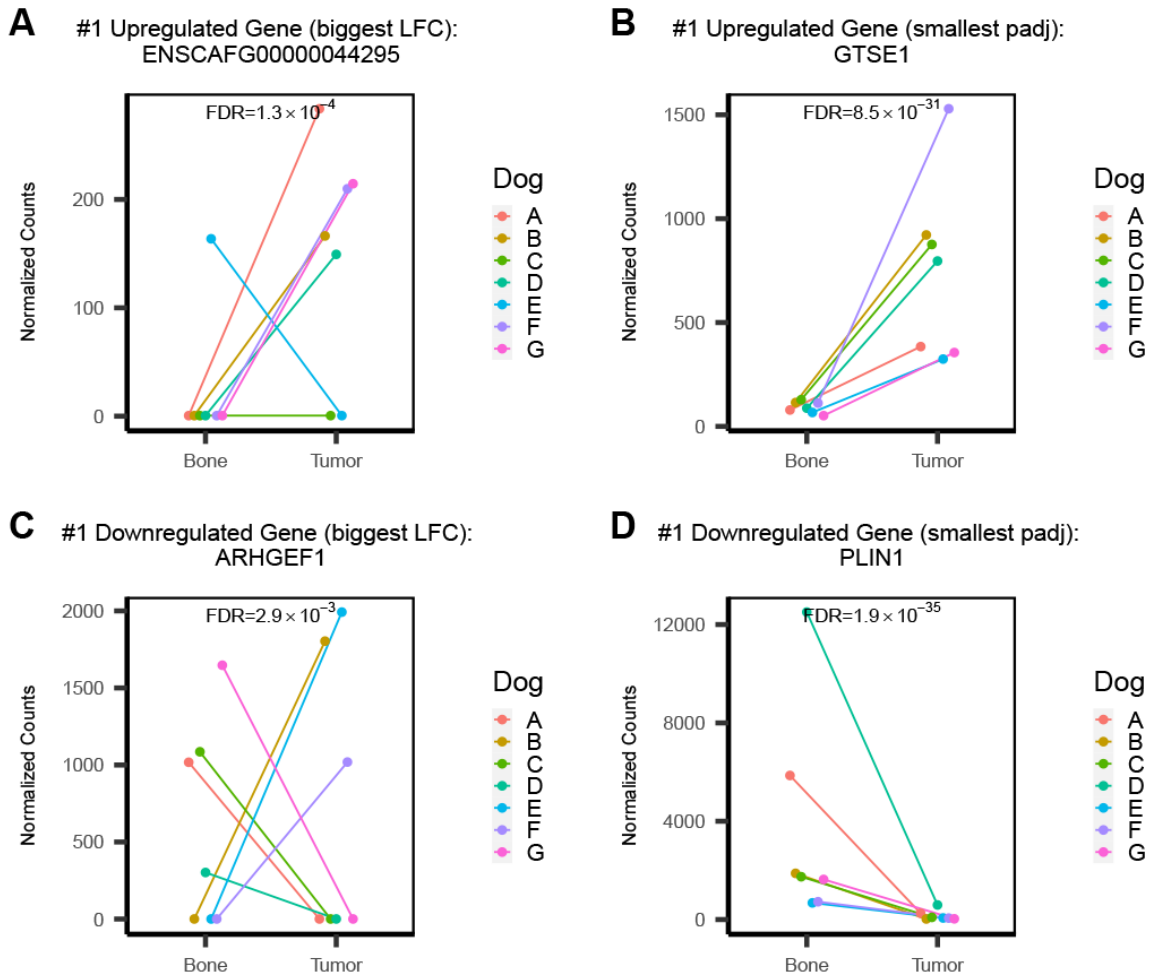 A
#1 Upregulated Gene (biggest LFC):
ENSCAFG00000044295
FDR=1.3 × 10⁻⁴
Normalized Counts
200
100
0
Bone
Tumor
Dog
A
B
C
D
E
F
G
B
#1 Upregulated Gene (smallest padj):
GTSE1
FDR=8.5 × 10⁻³¹
Normalized Counts
1500
1000
500
0
Bone
Tumor
Dog
A
B
C
D
E
F
G
C
#1 Downregulated Gene (biggest LFC):
ARHGEF1
FDR=2.9 × 10⁻³
Normalized Counts
2000
1500
1000
500
0
Bone
Tumor
Dog
A
B
C
D
E
F
G
D
#1 Downregulated Gene (smallest padj):
PLIN1
FDR=1.9 × 10⁻³⁵
Normalized Counts
12000
8000
4000
0
Bone
Tumor
Dog
A
B
C
D
E
F
G